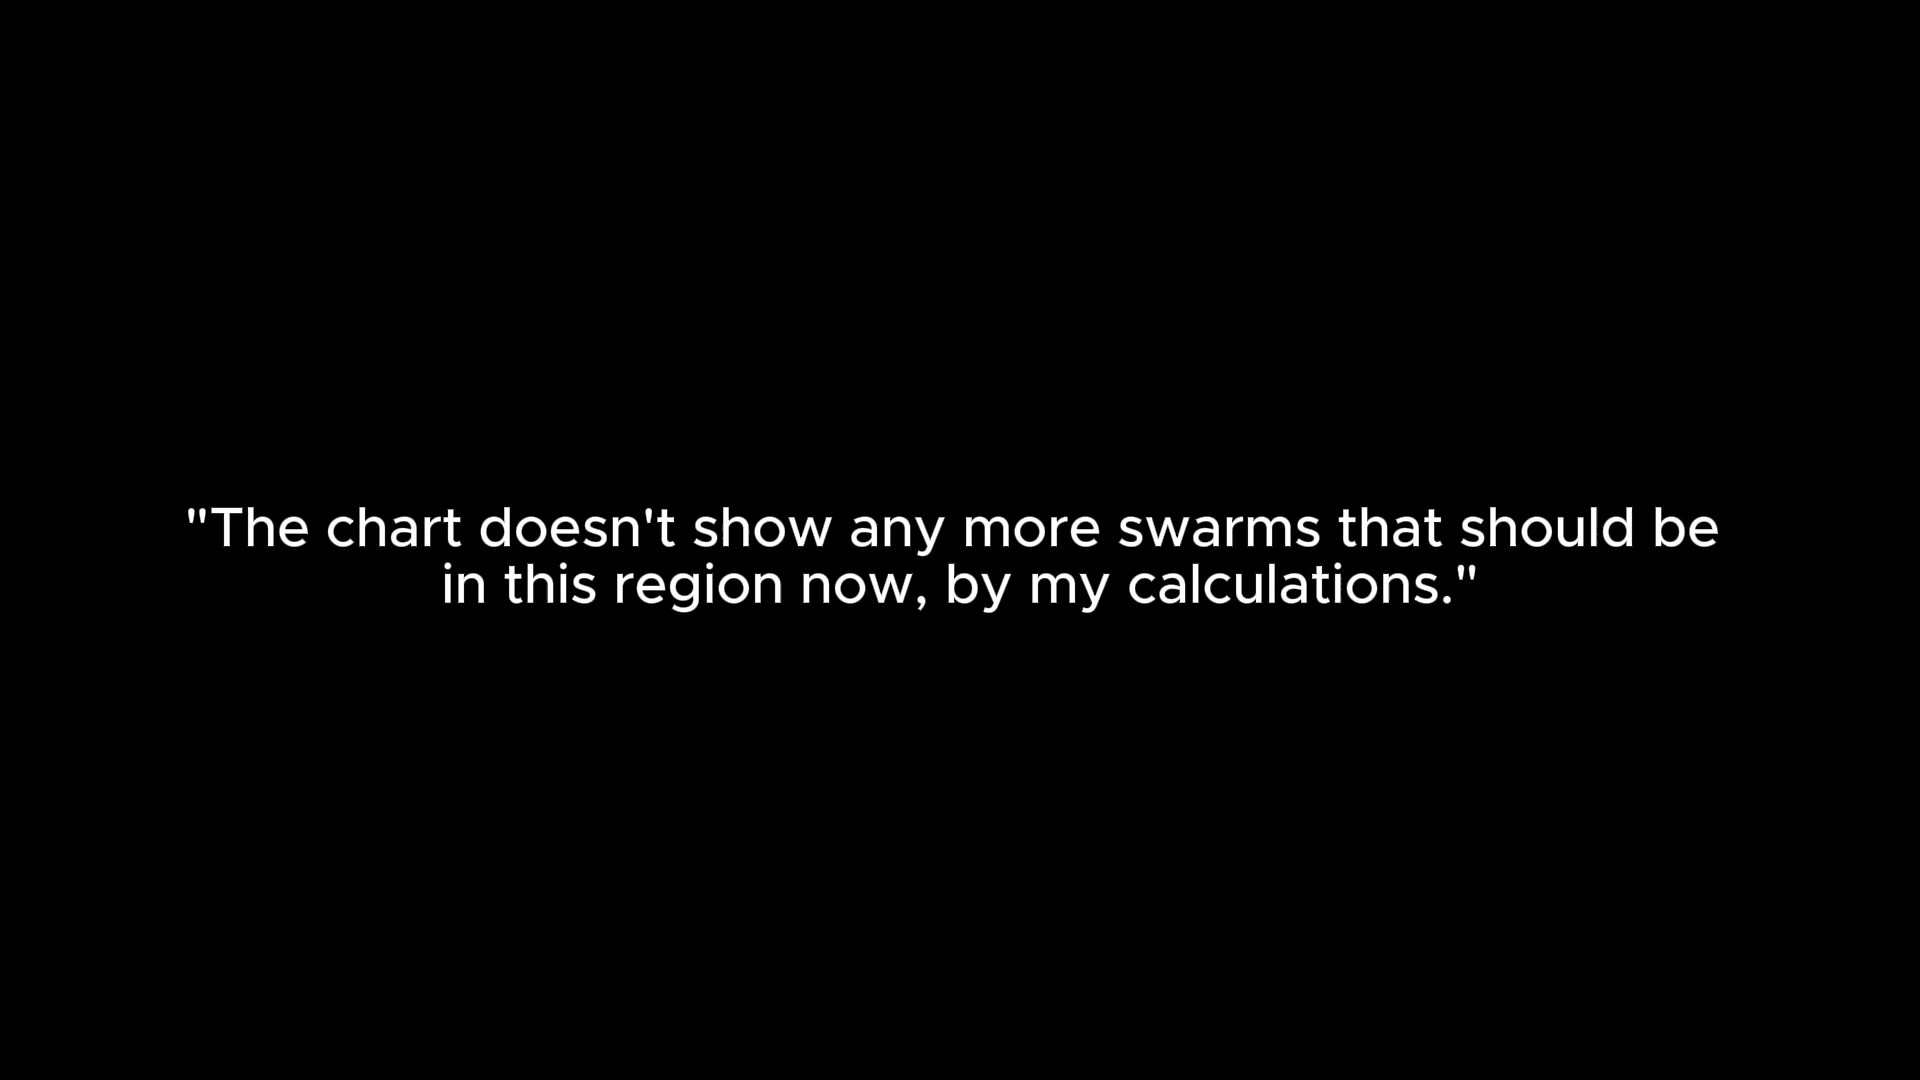 "The chart doesn't show any more swarms that should be
in this region now, by my calculations."